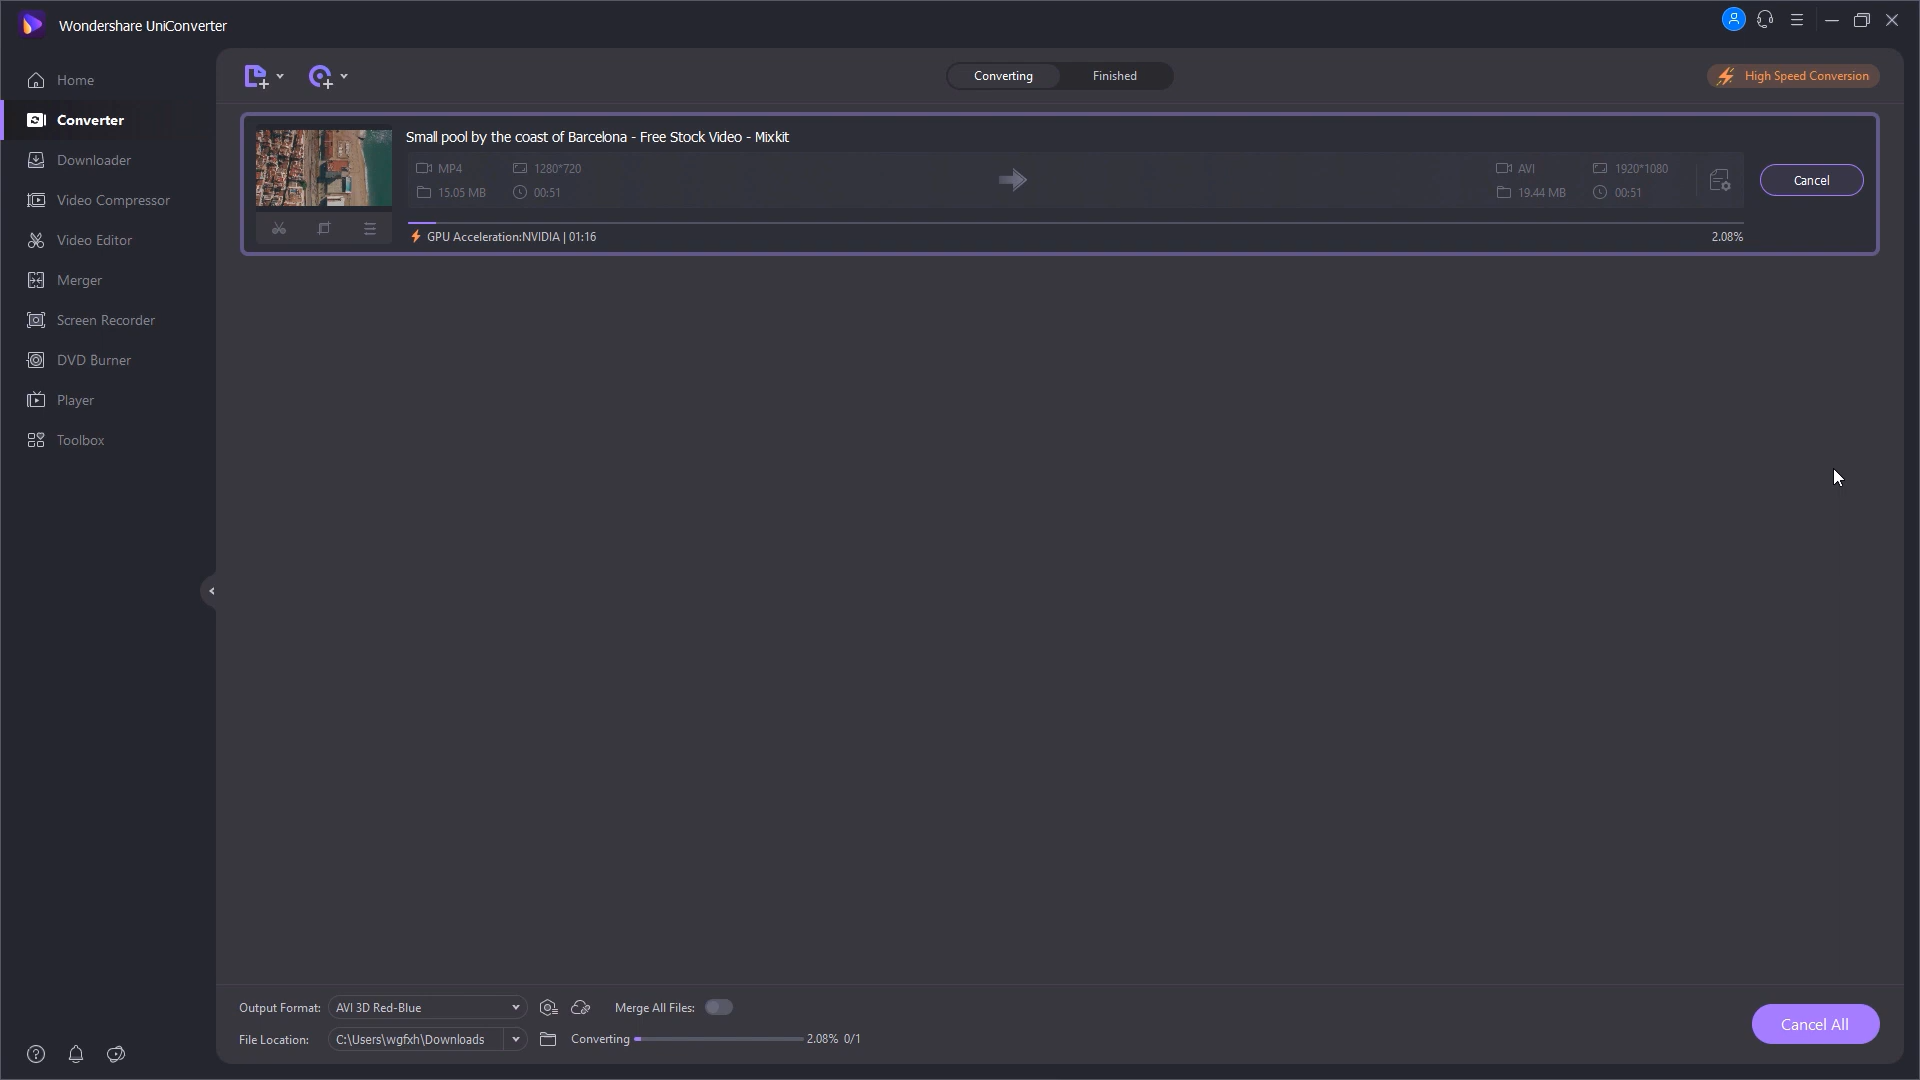 Wondershare UniConverter
Home
Converter
Downloader
Video Compressor
Video Editor
Merger
Screen Recorder
DVD Burner
Player
Toolbox
Converting
Finished
High Speed Conversion
Small pool by the coast of Barcelona - Free Stock Video - Mixkit
MP4 1280*720
15.05 MB 00:51
AVI 1920*1080
19.44 MB 00:51
Cancel
GPU Acceleration:NVIDIA | 01:16
2.08%
Output Format: AVI 3D Red-Blue
Merge All Files:
File Location: C:\Users\wgfxh\Downloads
Converting 2.08% 0/1
Cancel All